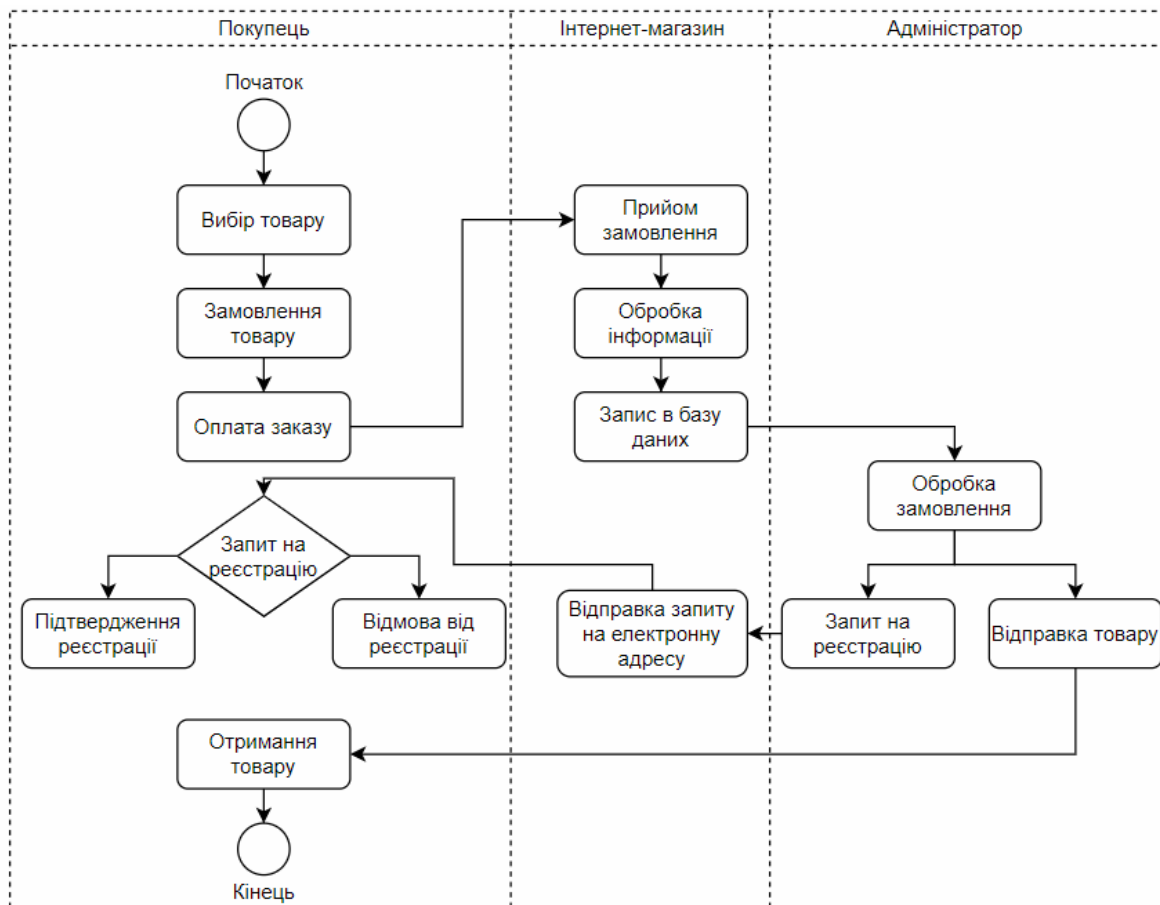 Покупець
Інтернет-магазин
Адміністратор
Початок
Вибір товару
Прийом
замовлення
Замовлення
товару
Обробка
інформації
Оплата заказу
Запис в базу
даних
Обробка
замовлення
Запит на
реєстрацію
Підтвердження
реєстрації
Відмова від
реєстрації
Відправка запиту
на електронну
адресу
Запит на
реєстрацію
Відправка товару
Отримання
товару
Кінець